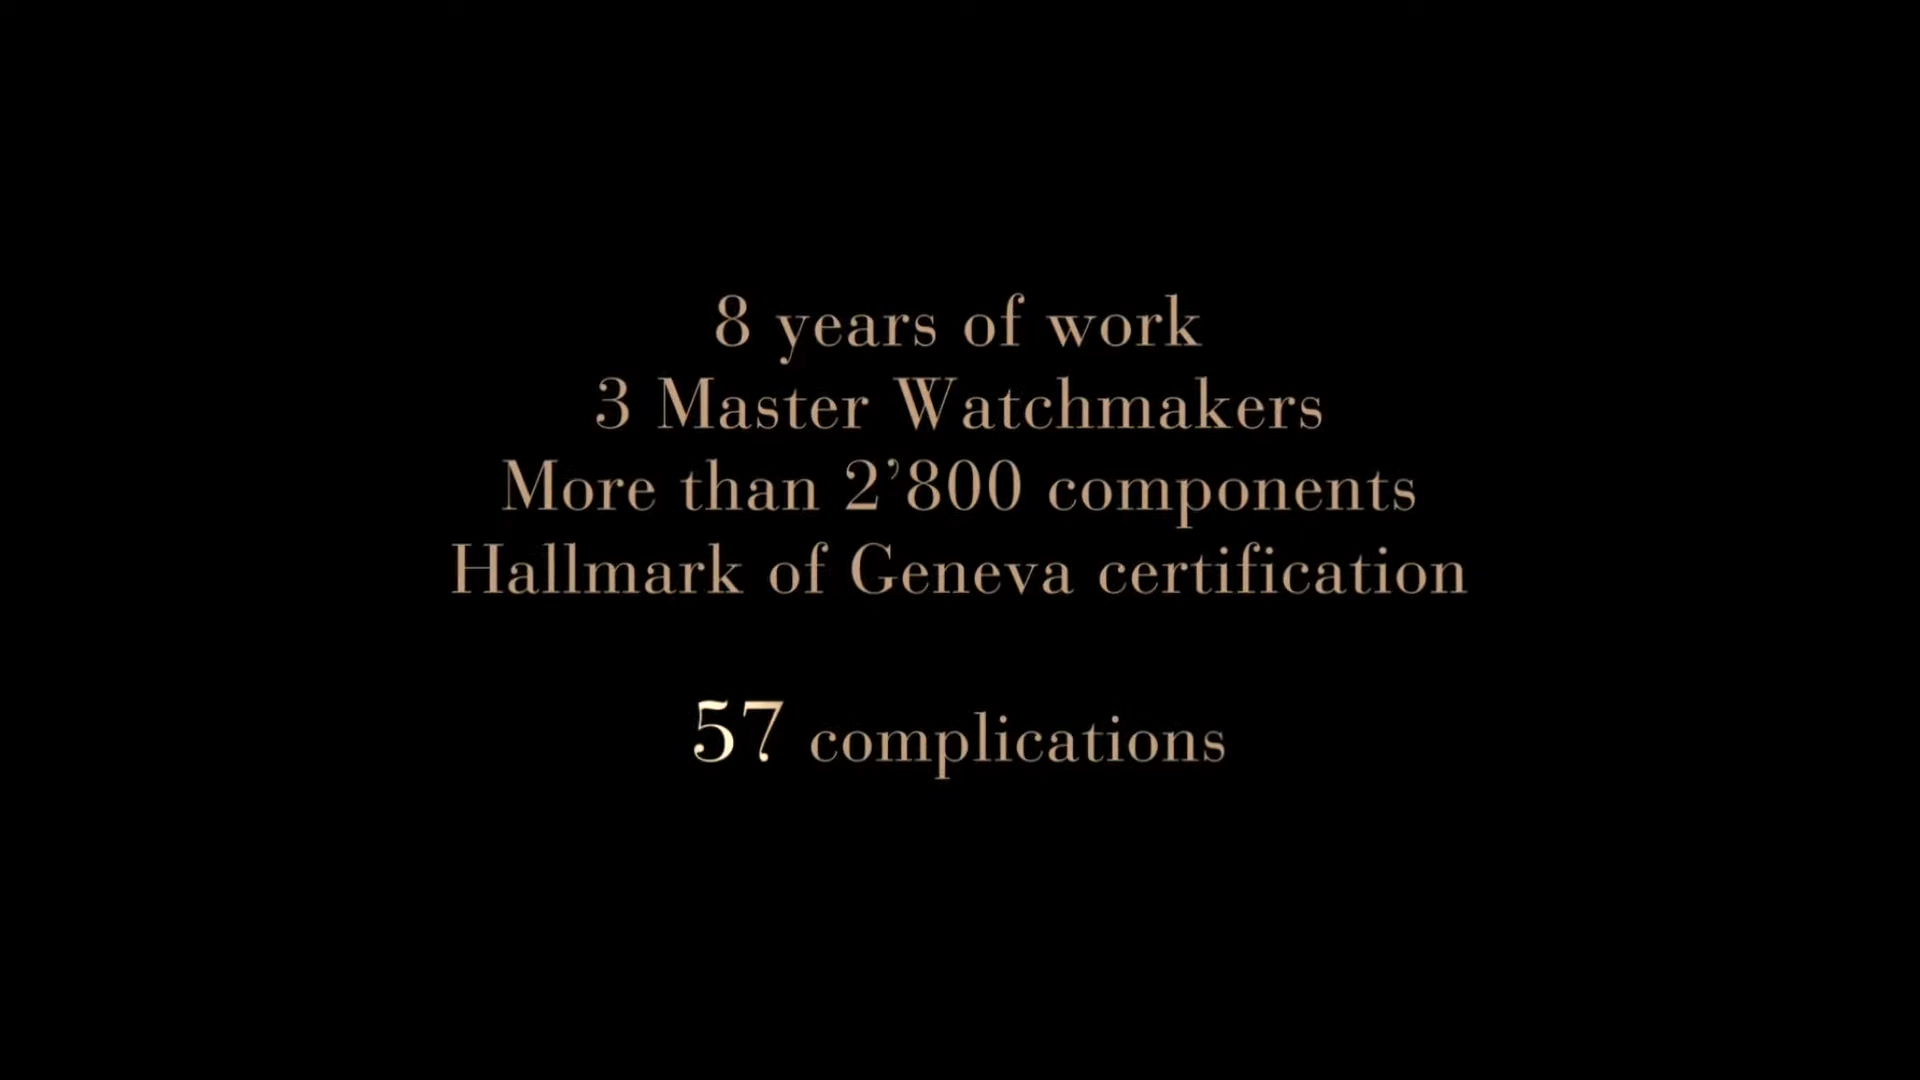 8 years of work
3 Master Watchmakers
More than 2’800 components
Hallmark of Geneva certification
57 complications